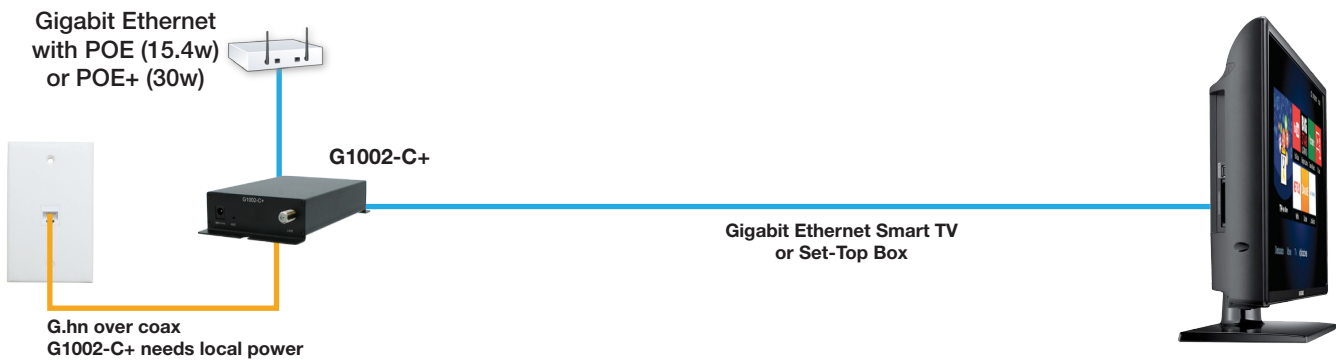 Gigabit Ethernet
with POE (15.4w)
or POE+ (30w)
G1002-C+
G1002-C+
Gigabit Ethernet Smart TV
or Set-Top Box
G.hn over coax
G1002-C+ needs local power